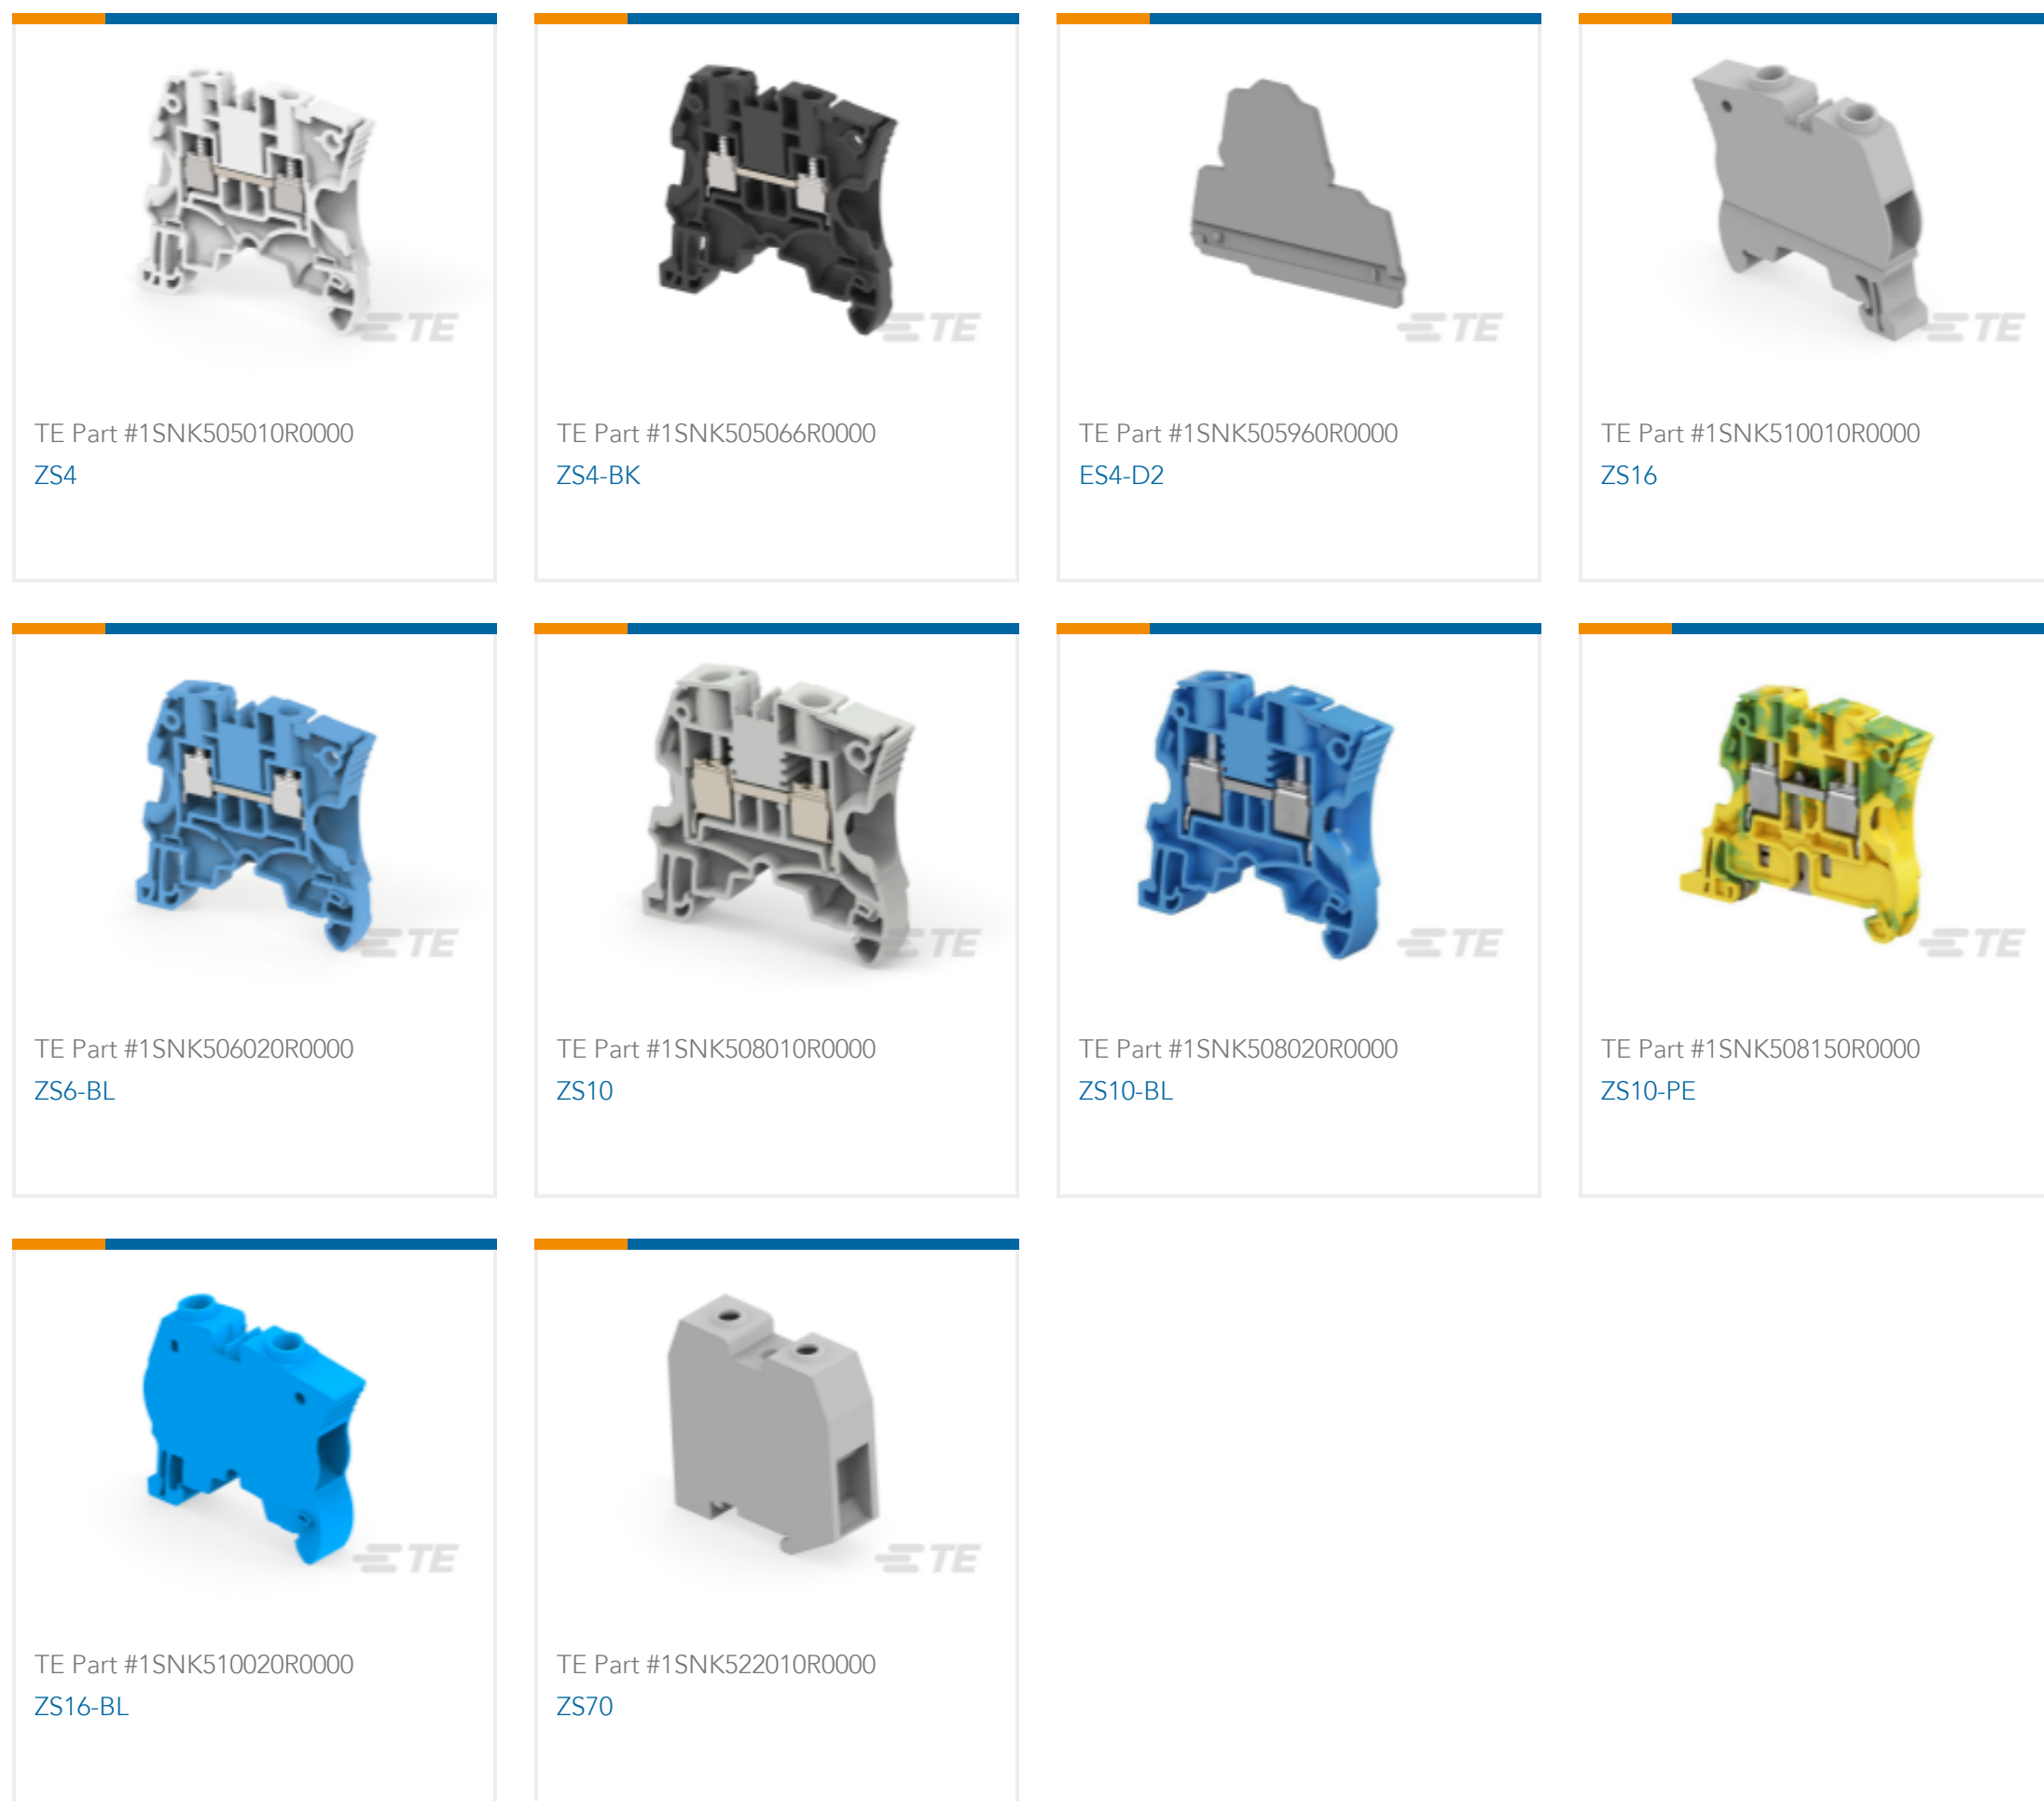 TE
TE
TE
TE
TE Part #1SNK505010R0000
ZS4
TE Part #1SNK505066R0000
ZS4-BK
TE Part #1SNK505960R0000
ES4-D2
TE Part #1SNK510010R0000
ZS16
TE
TE
TE
TE
TE Part #1SNK506020R0000
ZS6-BL
TE Part #1SNK508010R0000
ZS10
TE Part #1SNK508020R0000
ZS10-BL
TE Part #1SNK508150R0000
ZS10-PE
TE
TE
TE Part #1SNK510020R0000
ZS16-BL
TE Part #1SNK522010R0000
ZS70